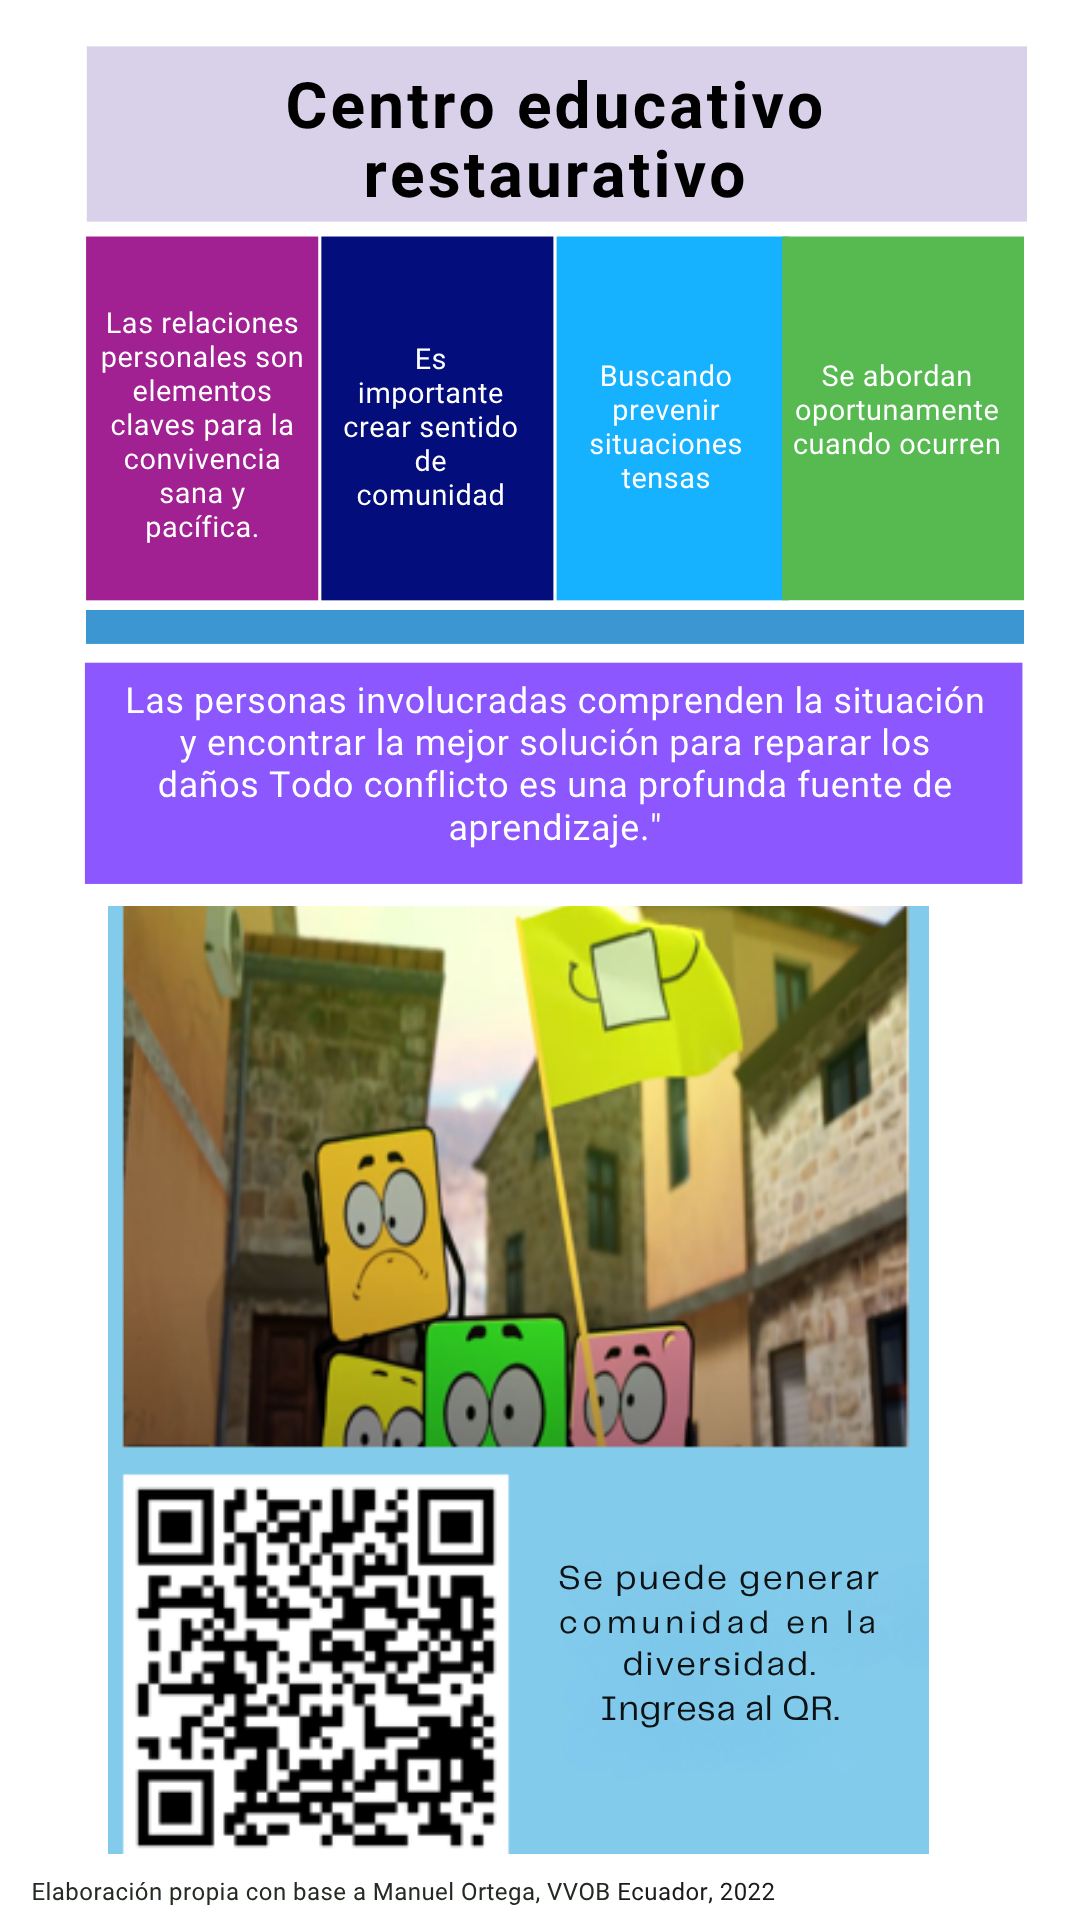 Centro educativo
restaurativo
Las relaciones
personales son
elementos
claves para la
convivencia
sana y
pacífica.
Es
importante
crear sentido
de
comunidad
Buscando
prevenir
situaciones
tensas
Se abordan
oportunamente
cuando ocurren
Las personas involucradas comprenden la situación
y encontrar la mejor solución para reparar los
daños Todo conflicto es una profunda fuente de
aprendizaje."
Se puede generar
comunidad en la
diversidad.
Ingresa al QR.
Elaboración propia con base a Manuel Ortega, VVOB Ecuador, 2022